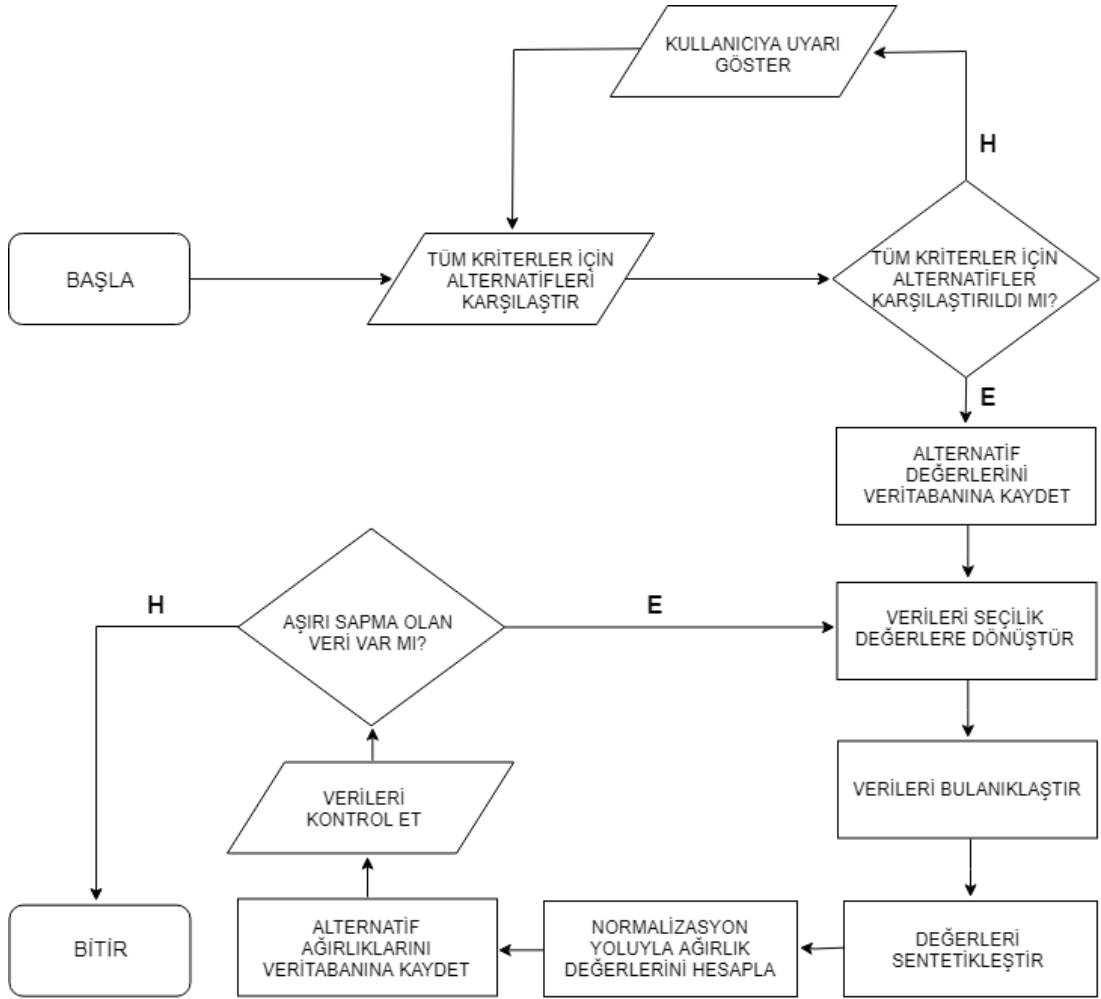 KULLANICIYA UYARI
GÖSTER
H
BAŞLA
TÜM KRİTERLER İÇİN
ALTERNATİFLERİ
KARŞILAŞTIR
TÜM KRİTERLER İÇİN
ALTERNATİFLER
KARŞILAŞTIRILDI MI?
E
ALTERNATİF
DEĞERLERİNİ
VERİTABANINA KAYDET
H
AŞIRI SAPMA OLAN
VERİ VAR MI?
E
VERİLERİ SEÇİLİK
DEĞERLERE DÖNÜŞTÜR
VERİLERİ
KONTROL ET
VERİLERİ BULANIKLAŞTIR
BİTİR
ALTERNATİF
AĞIRLIKLARINI
VERİTABANINA KAYDET
NORMALİZASYON
YOLUYLA AĞIRLIK
DEĞERLERİNİ HESAPLA
DEĞERLERİ
SENTETİKLEŞTİR